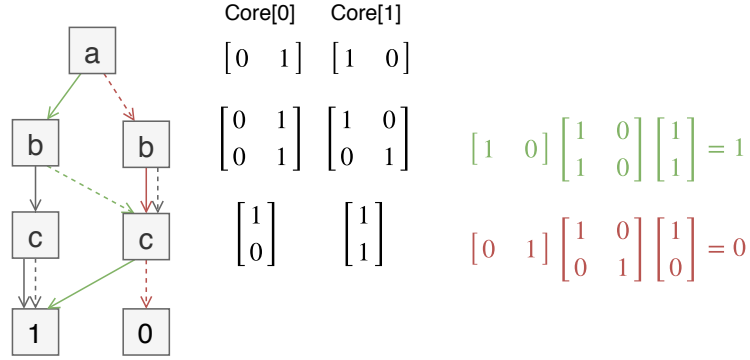 Core[0] Core[1]
a [0 1] [1 0]
b b [0 1 0 1] [1 0 0 1] [1 0] [1 0 1 0] [1 1] = 1
c c [1 0] [1 1] [0 1] [1 0 0 1] [1 0] = 0
1 0